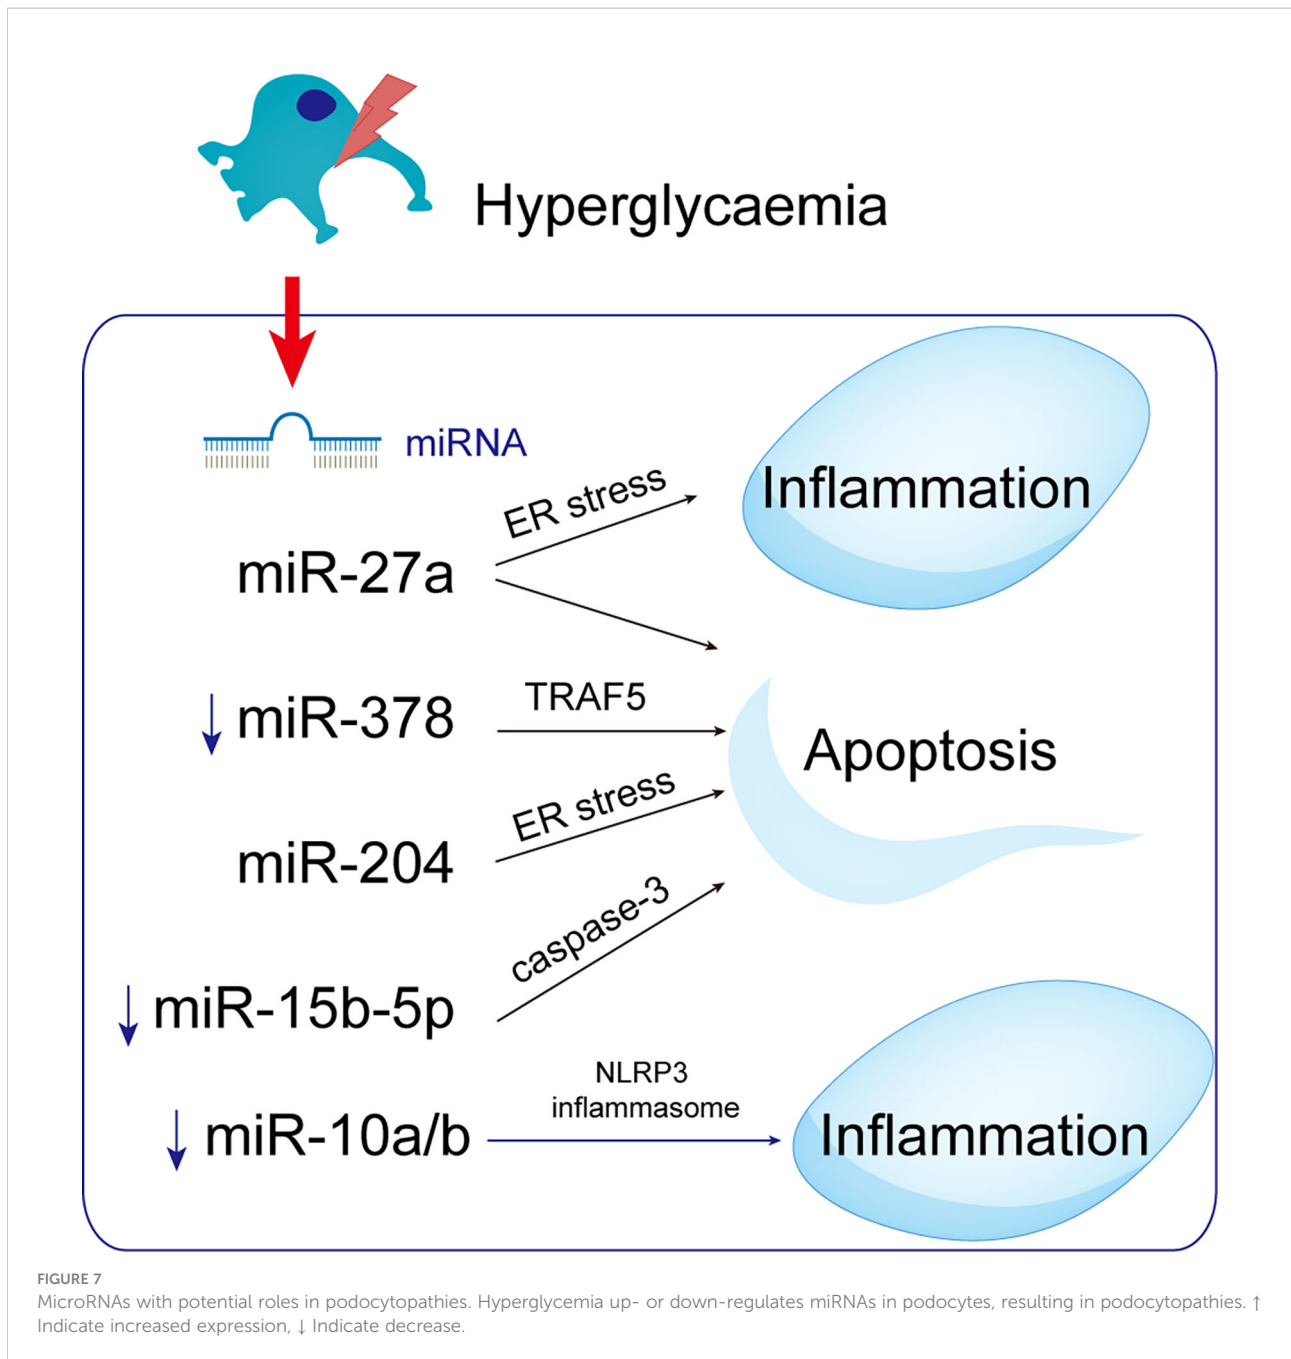 Hyperglycaemia
miRNA
ER stress
Inflammation
miR-27a
↓ miR-378
TRAF5
Apoptosis
ER stress
miR-204
caspase-3
↓ miR-15b-5p
NLRP3
inflammasome
↓ miR-10a/b
Inflammation
FIGURE 7
MicroRNAs with potential roles in podocytopathies. Hyperglycemia up- or down-regulates miRNAs in podocytes, resulting in podocytopathies. ↑
Indicate increased expression, ↓ Indicate decrease.